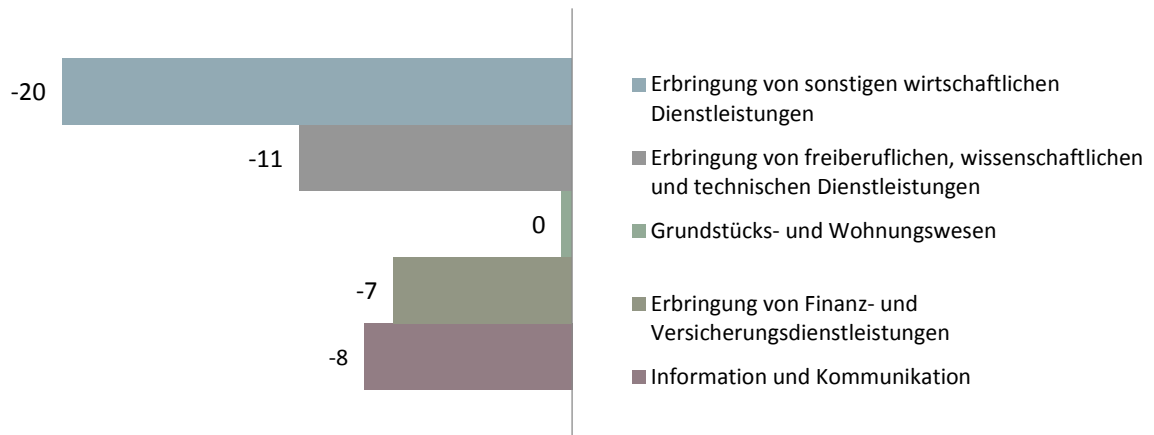 -20
-11
0
-7
-8
Erbringung von sonstigen wirtschaftlichen
Dienstleistungen
Erbringung von freiberuflichen, wissenschaftlichen
und technischen Dienstleistungen
Grundstücks- und Wohnungswesen
Erbringung von Finanz- und
Versicherungsdienstleistungen
Information und Kommunikation